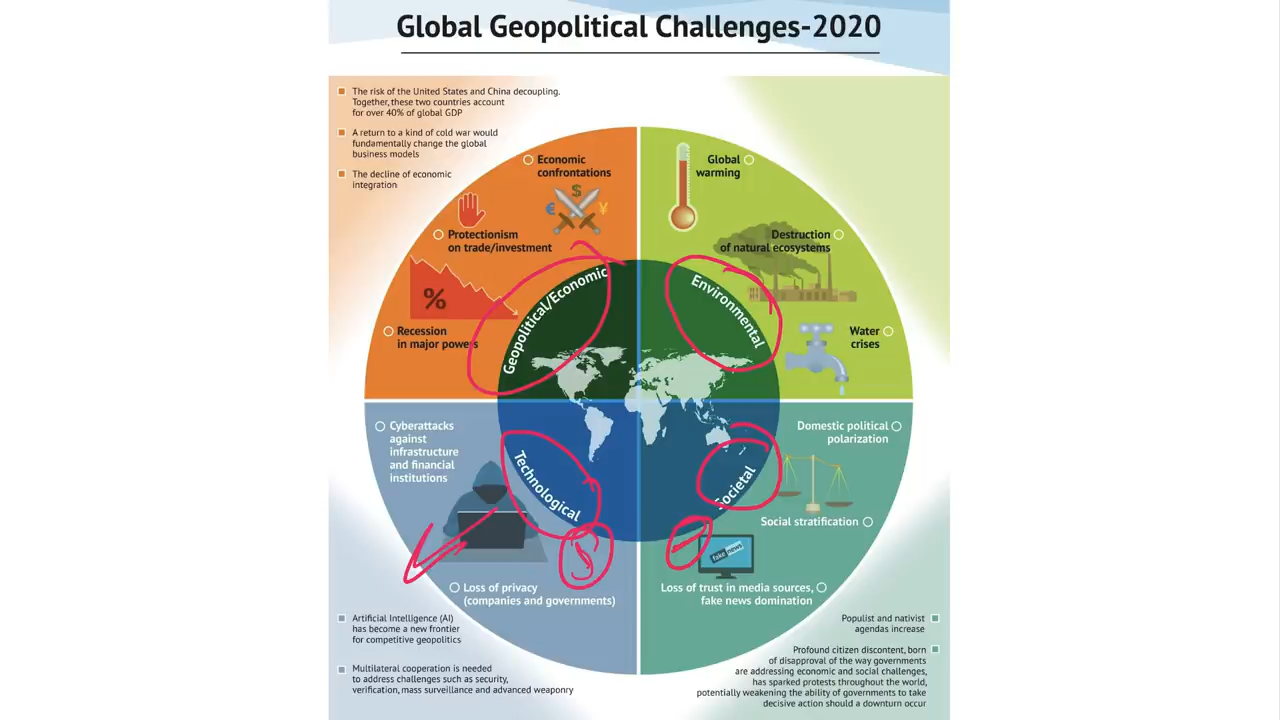 Global Geopolitical Challenges-2020
The risk of the United States and China decoupling.
Together, these two countries account
for over 40% of global GDP
A return to a kind of cold war would
fundamentally change the global
business models
The decline of economic
integration
Economic
confrontations
$
€
¥
Protectionism
on trade/investment
%
Recession
in major powers
Geopolitical/Economic
Global
warming
Destruction
of natural ecosystems
Water
crises
Environmental
Cyberattacks
against
infrastructure
and financial
institutions
Technological
Loss of privacy
(companies and governments)
Domestic political
polarization
Societal
Social stratification
fake news
Loss of trust in media sources,
fake news domination
Artificial Intelligence (AI)
has become a new frontier
for competitive geopolitics
Multilateral cooperation is needed
to address challenges such as security,
verification, mass surveillance and advanced weaponry
Populist and nativist
agendas increase
Profound citizen discontent, born
of disapproval of the way governments
are addressing economic and social challenges,
has sparked protests throughout the world,
potentially weakening the ability of governments to take
decisive action should a downturn occur